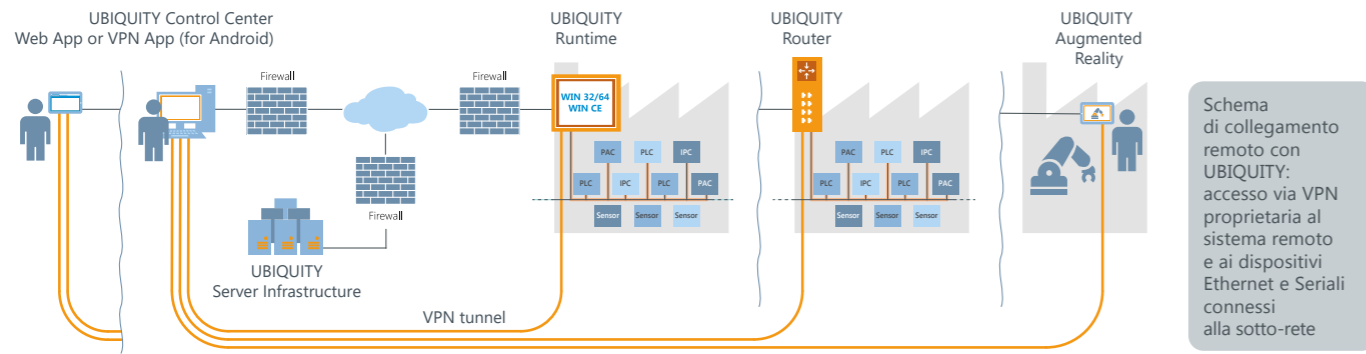 UBIQUITY Control Center
Web App or VPN App (for Android)
Firewall
Firewall
Firewall
UBIQUITY
Server Infrastructure
VPN tunnel
UBIQUITY
Runtime
WIN 32/64
WIN CE
PAC
PLC
IPC
PLC
IPC
PLC
PAC
Sensor
Sensor
Sensor
UBIQUITY
Router
PAC
PLC
IPC
PLC
IPC
PLC
PAC
Sensor
Sensor
Sensor
UBIQUITY
Augmented
Reality
Schema
di collegamento
remoto con
UBIQUITY:
accesso via VPN
proprietaria al
sistema remoto
e ai dispositivi
Ethernet e Seriali
connessi
alla sotto-rete